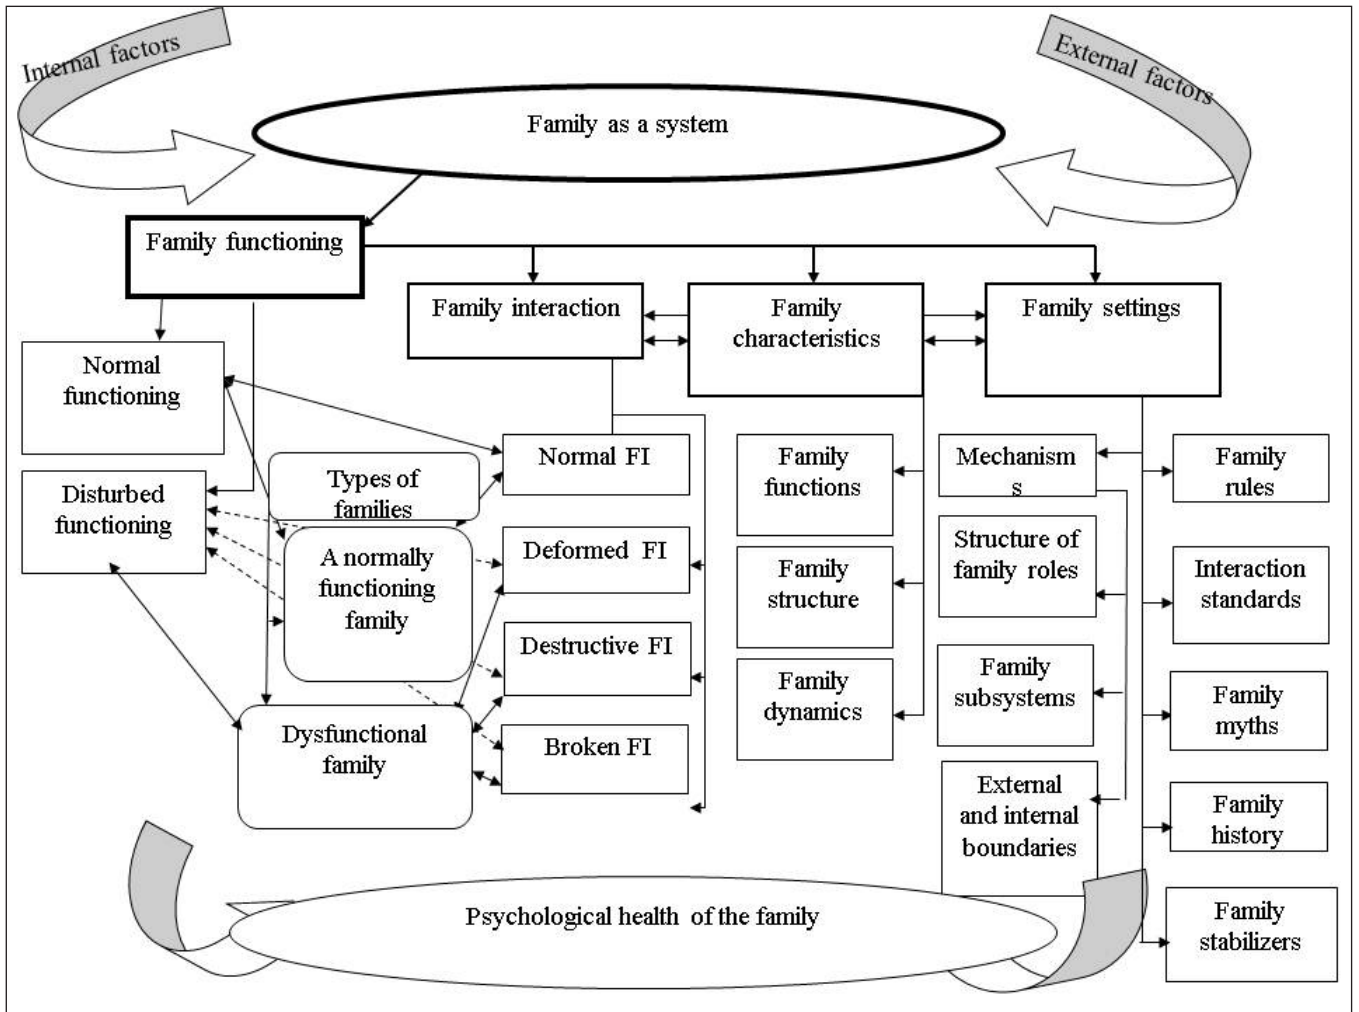 Internal factors
External factors
Family as a system
Family functioning
Family interaction
Family
characteristics
Family settings
Normal
functioning
Disturbed
functioning
Types of
families
A normally
functioning
family
Dysfunctional
family
Normal FI
Deformed FI
Destructive FI
Broken FI
Family
functions
Family
structure
Family
dynamics
Mechanism
s
Structure of
family roles
Family
subsystems
External
and internal
boundaries
Family
rules
Interaction
standards
Family
myths
Family
history
Family
stabilizers
Psychological health of the family